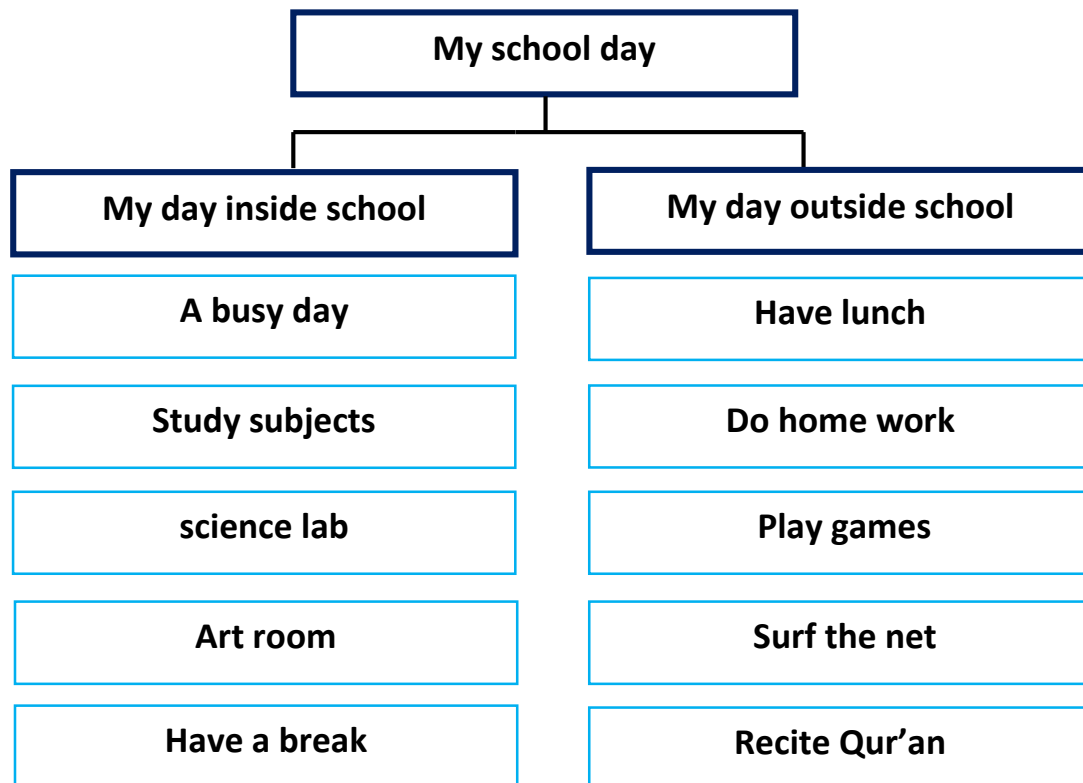 My school day
My day inside school
My day outside school
A busy day
Have lunch
Study subjects
Do home work
science lab
Play games
Art room
Surf the net
Have a break
Recite Qur’an